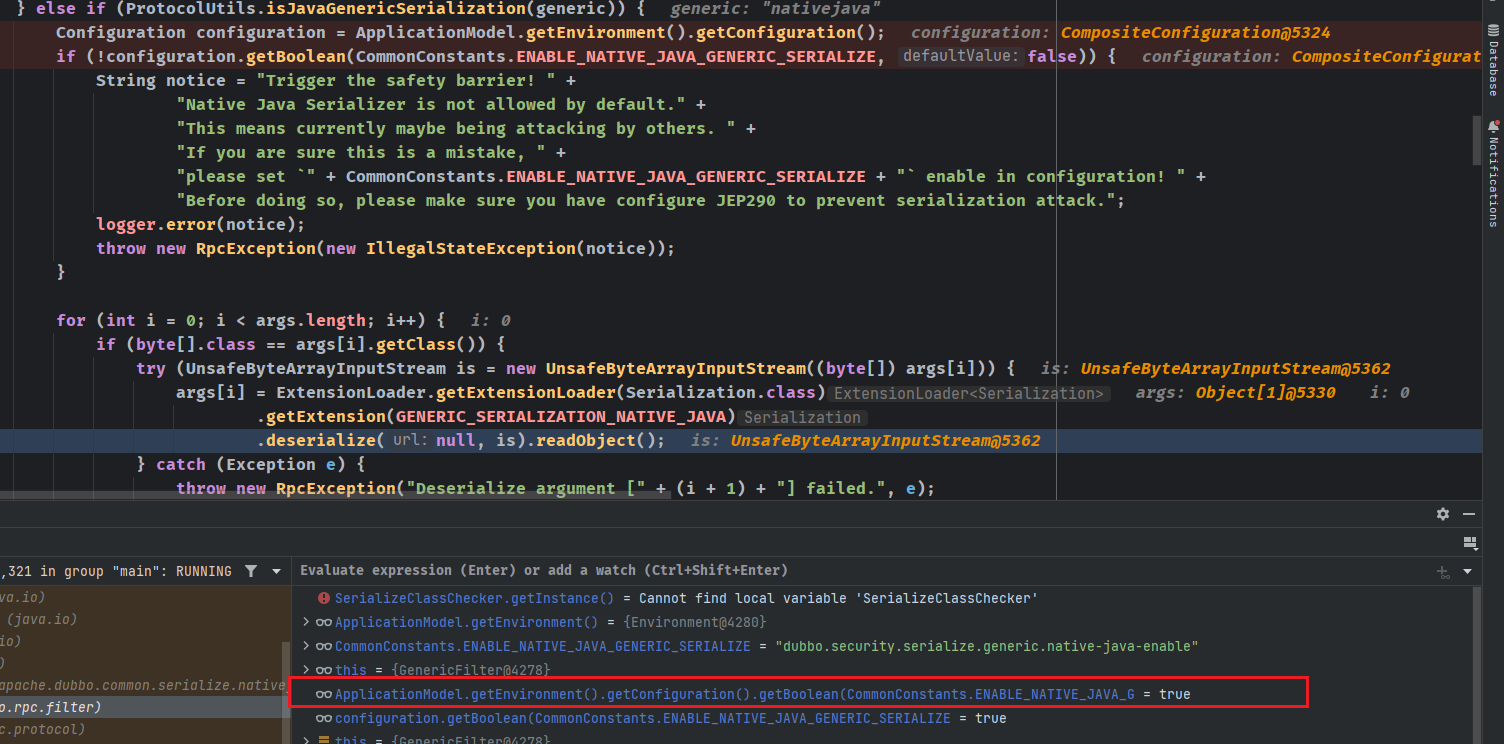 } else if (ProtocolUtils.isJavaGenericSerialization(generic)) { generic: "nativejava"
Configuration configuration = ApplicationModel.getEnvironment().getConfiguration(); configuration: CompositeConfiguration@5324
if (!configuration.getBoolean(CommonConstants.ENABLE_NATIVE_JAVA_GENERIC_SERIALIZE, defaultValue: false)) { configuration: CompositeConfigurat
String notice = "Trigger the safety barrier! " +
"Native Java Serializer is not allowed by default." +
"This means currently maybe being attacking by others. " +
"If you are sure this is a mistake, " +
"please set `" + CommonConstants.ENABLE_NATIVE_JAVA_GENERIC_SERIALIZE + "` enable in configuration! " +
"Before doing so, please make sure you have configure JEP290 to prevent serialization attack.";
logger.error(notice);
throw new RpcException(new IllegalStateException(notice));
}
for (int i = 0; i < args.length; i++) { i: 0
if (byte[].class == args[i].getClass()) {
try (UnsafeByteArrayInputStream is = new UnsafeByteArrayInputStream((byte[]) args[i])) { is: UnsafeByteArrayInputStream@5362
args[i] = ExtensionLoader.getExtensionLoader(Serialization.class) ExtensionLoader<Serialization> args: Object[1]@5330 i: 0
.getExtension(GENERIC_SERIALIZATION_NATIVE_JAVA) Serialization
.deserialize( url: null, is).readObject(); is: UnsafeByteArrayInputStream@5362
} catch (Exception e) {
throw new RpcException("Deserialize argument [" + (i + 1) + "] failed.", e);
Database
Notifications
,321 in group "main": RUNNING
va.io)
(java.io)
io)
)
apache.dubbo.common.serialize.native
o.rpc.filter)
c.protocol)
Evaluate expression (Enter) or add a watch (Ctrl+Shift+Enter)
SerializeClassChecker.getInstance() = Cannot find local variable 'SerializeClassChecker'
ApplicationModel.getEnvironment() = {Environment@4280}
CommonConstants.ENABLE_NATIVE_JAVA_GENERIC_SERIALIZE = "dubbo.security.serialize.generic.native-java-enable"
this = {GenericFilter@4278}
ApplicationModel.getEnvironment().getConfiguration().getBoolean(CommonConstants.ENABLE_NATIVE_JAVA_G = true
configuration.getBoolean(CommonConstants.ENABLE_NATIVE_JAVA_GENERIC_SERIALIZE = true
this = {GenericFilter@4278}